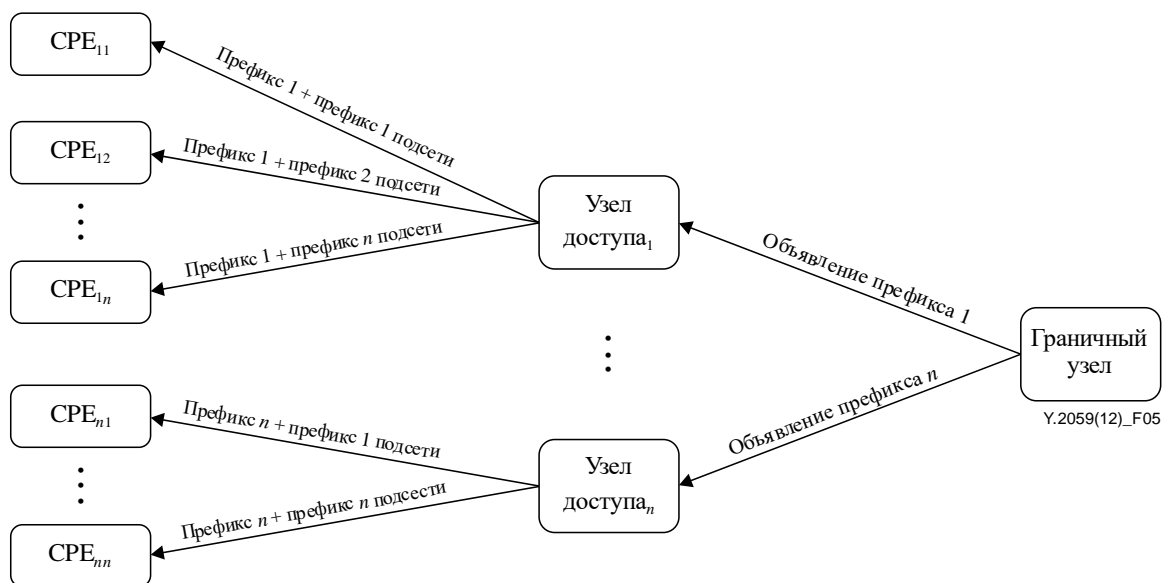 CPE11
Префикс 1 + префикс 1 подсети
CPE12
Префикс 1 + префикс 2 подсети
CPE1n
Префикс 1 + префикс n подсети
Узел
доступа1
Объявление префикса 1
Граничный
узел
Y.2059(12)_F05
Объявление префикса n
CPEn1
Префикс n + префикс 1 подсети
Узел
доступаn
CPEnn
Префикс n + префикс n подсести